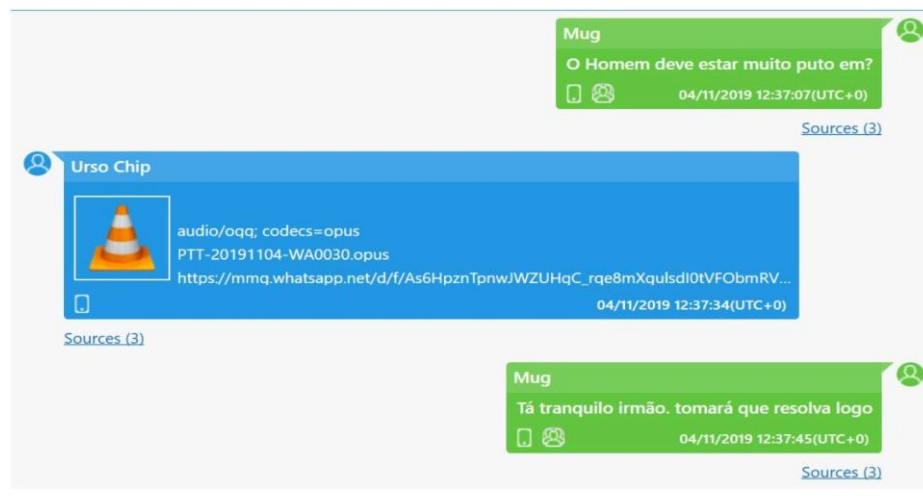 Mug
O Homem deve estar muito puto em?
04/11/2019 12:37:07(UTC+0)
Sources (3)
Urso Chip
audio/oqq; codecs=opus
PTT-20191104-WA0030.opus
https://mmq.whatsapp.net/d/f/As6HpznTpnwJWZUHqC_rqe8mXqulsdI0tVFObmRV...
04/11/2019 12:37:34(UTC+0)
Sources (3)
Mug
Tá tranquilo irmão. tomará que resolva logo
04/11/2019 12:37:45(UTC+0)
Sources (3)